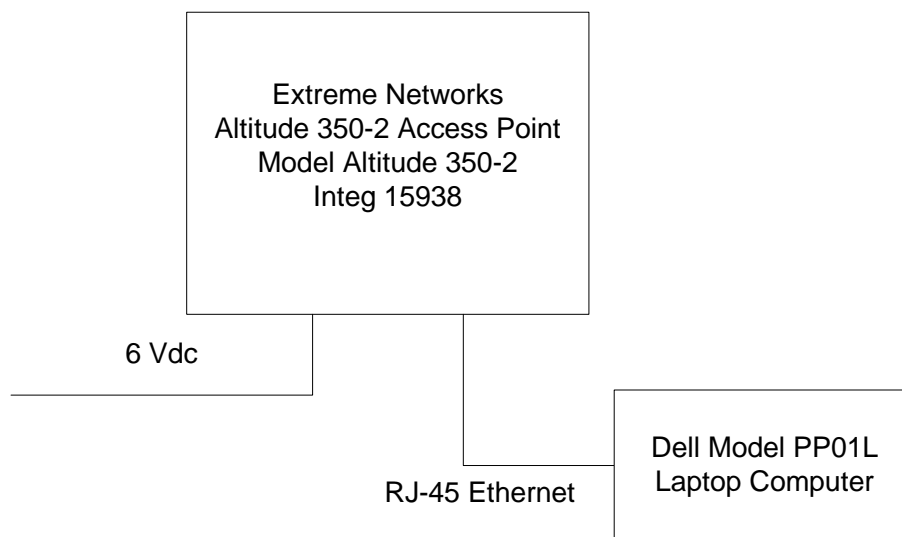 Extreme Networks
Altitude 350-2 Access Point
Model Altitude 350-2
Integ 15938
6 Vdc
Dell Model PP01L
Laptop Computer
RJ-45 Ethernet